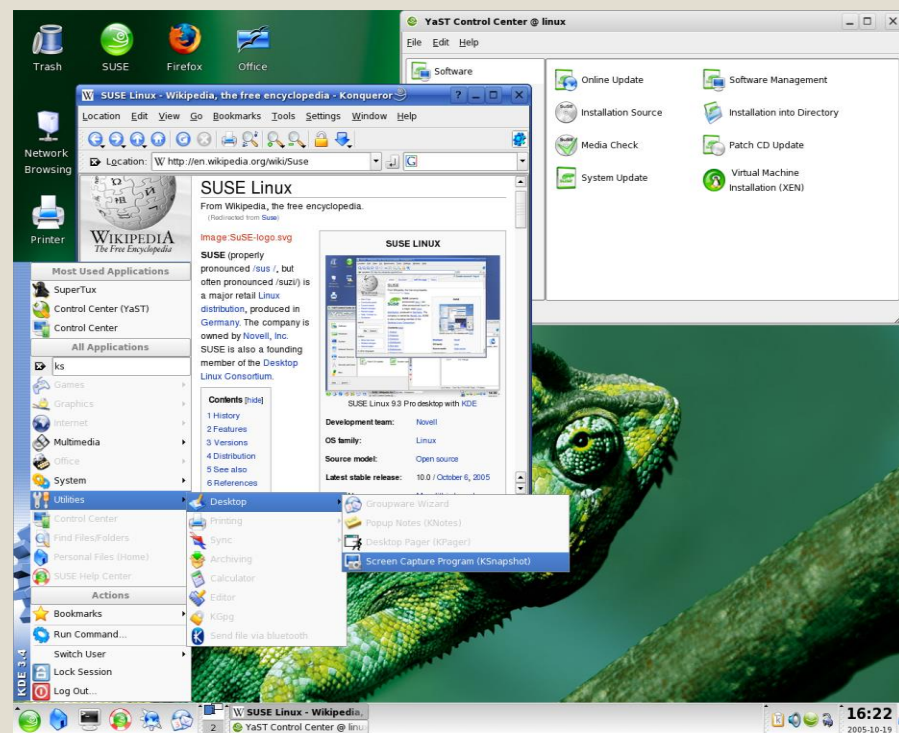 Trash
SUSE
Firefox
Office
Network
Browsing
Printer
YaST Control Center @ linux
File Edit Help
Software
Online Update
Software Management
Installation Source
Installation into Directory
Media Check
Patch CD Update
System Update
Virtual Machine
Installation (XEN)
SUSE Linux - Wikipedia, the free encyclopedia - Konqueror
Location Edit View Go Bookmarks Tools Settings Window Help
Location: http://en.wikipedia.org/wiki/Suse
WIKIPEDIA
The Free Encyclopedia
SUSE Linux
From Wikipedia, the free encyclopedia.
(Redirected from Suse)
Image:SuSE-logo.svg
SUSE (properly
pronounced /sus /, but
often pronounced /suzi/) is
a major retail Linux
distribution, produced in
Germany. The company is
owned by Novell, Inc.
SUSE is also a founding
member of the Desktop
Linux Consortium.
Contents [hide]
1 History
2 Features
3 Versions
4 Distribution
5 See also
6 References
SUSE LINUX
SUSE Linux 9.3 Pro desktop with KDE
Development team: Novell
OS family: Linux
Source model: Open source
Latest stable release: 10.0 / October 6, 2005
Most Used Applications
SuperTux
Control Center (YaST)
Control Center
All Applications
ks
Games
Graphics
Internet
Multimedia
Office
System
Utilities
Control Center
Find Files/Folders
Personal Files (Home)
SUSE Help Center
Actions
Bookmarks
Run Command...
Switch User
Lock Session
Log Out...
KDE 3.4
Desktop
Printing
Sync
Archiving
Calculator
Editor
KGpg
Send file via bluetooth
Groupware Wizard
Popup Notes (KNotes)
Desktop Pager (KPager)
Screen Capture Program (KSnapshot)
2
SUSE Linux - Wikipedia,
YaST Control Center @ linu
16:22
2005-10-19